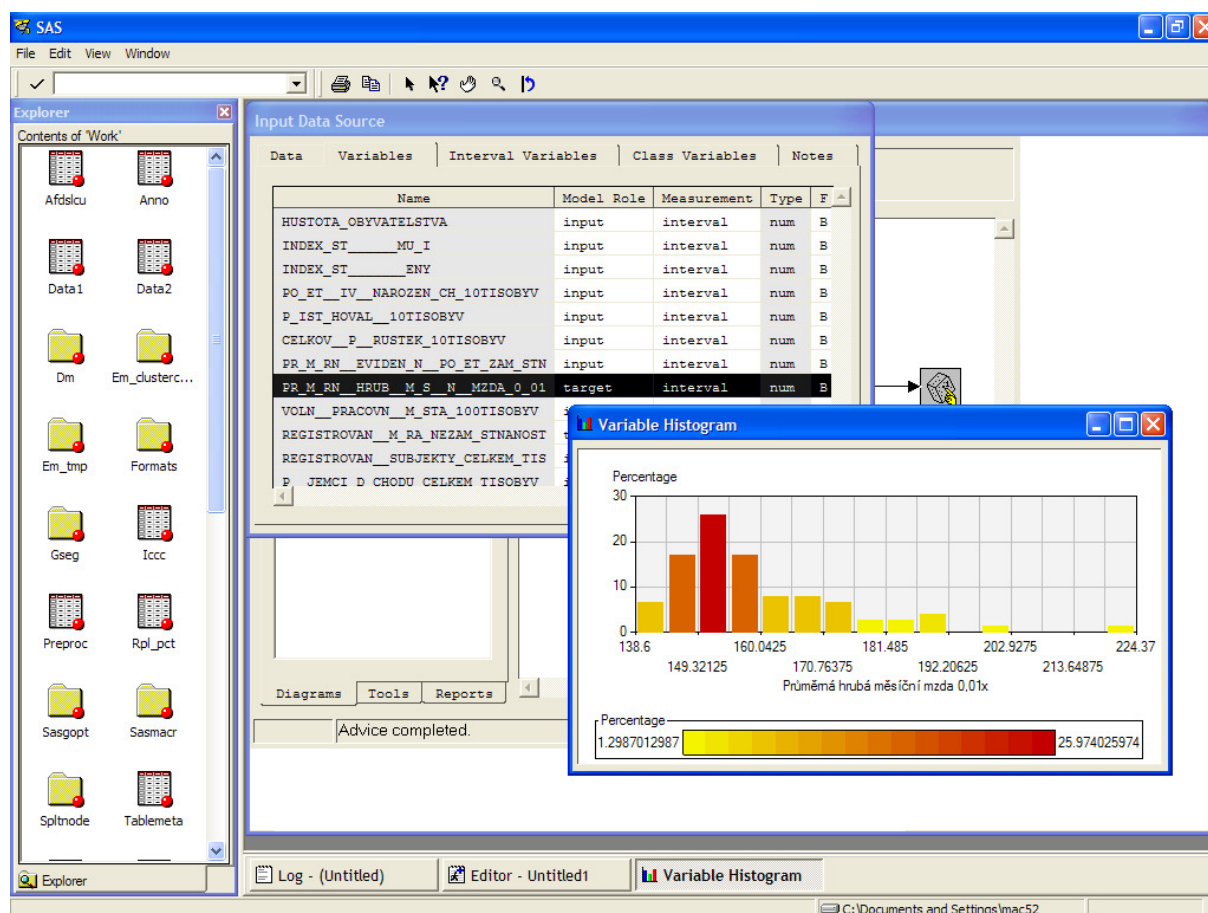 SAS
File Edit View Window
Explorer
Contents of 'Work'
Afdslcu Anno
Data1 Data2
Dm Em_clusterc...
Em_tmp Formats
Gseg Iccc
Preproc Rpl_pct
Sasgopt Sasmacr
Spltnode Tablemeta
Explorer
Input Data Source
Data Variables Interval Variables Class Variables Notes
Name Model Role Measurement Type F
HUSTOTA_OBYVATELSTVA input interval num B
INDEX_ST______MU_I input interval num B
INDEX_ST_______ENY input interval num B
PO_ET__IV__NAROZEN_CH_10TISOBYV input interval num B
P_IST_HOVAL__10TISOBYV input interval num B
CELKOV__P__RUSTEK_10TISOBYV input interval num B
PR_M_RN__EVIDEN_N__PO_ET_ZAM_STN input interval num B
PR_M_RN__HRUB__M_S__N__MZDA_0_01 target interval num B
VOLN__PRACOVN__M_STA_100TISOBYV
REGISTROVAN__M_RA_NEZAM_STNANOST
REGISTROVAN__SUBJEKTY_CELKEM_TIS
P__JEMCI_D_CHODU_CELKEM_TISOBYV
Diagrams Tools Reports
Advice completed.
Variable Histogram
Percentage
30
20
10
0
138.6 160.0425 181.485 202.9275 224.37
149.32125 170.76375 192.20625 213.64875
Průměrná hrubá měsíční mzda 0,01x
Percentage
1.2987012987 25.974025974
Log - (Untitled) Editor - Untitled1 Variable Histogram
C:\Documents and Settings\mac52